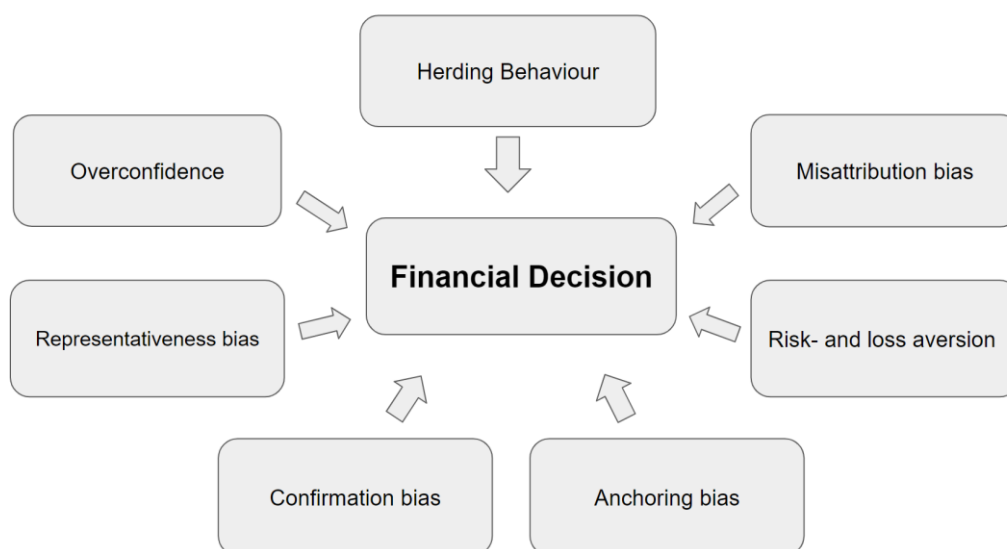 Herding Behaviour
Overconfidence
Misattribution bias
Financial Decision
Representativeness bias
Risk- and loss aversion
Confirmation bias
Anchoring bias